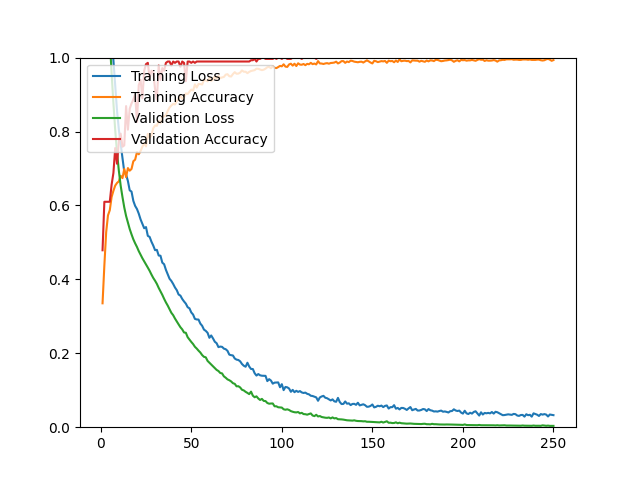 1.0
0.8
0.6
0.4
0.2
0.0
Training Loss
Training Accuracy
Validation Loss
Validation Accuracy
0 50 100 150 200 250